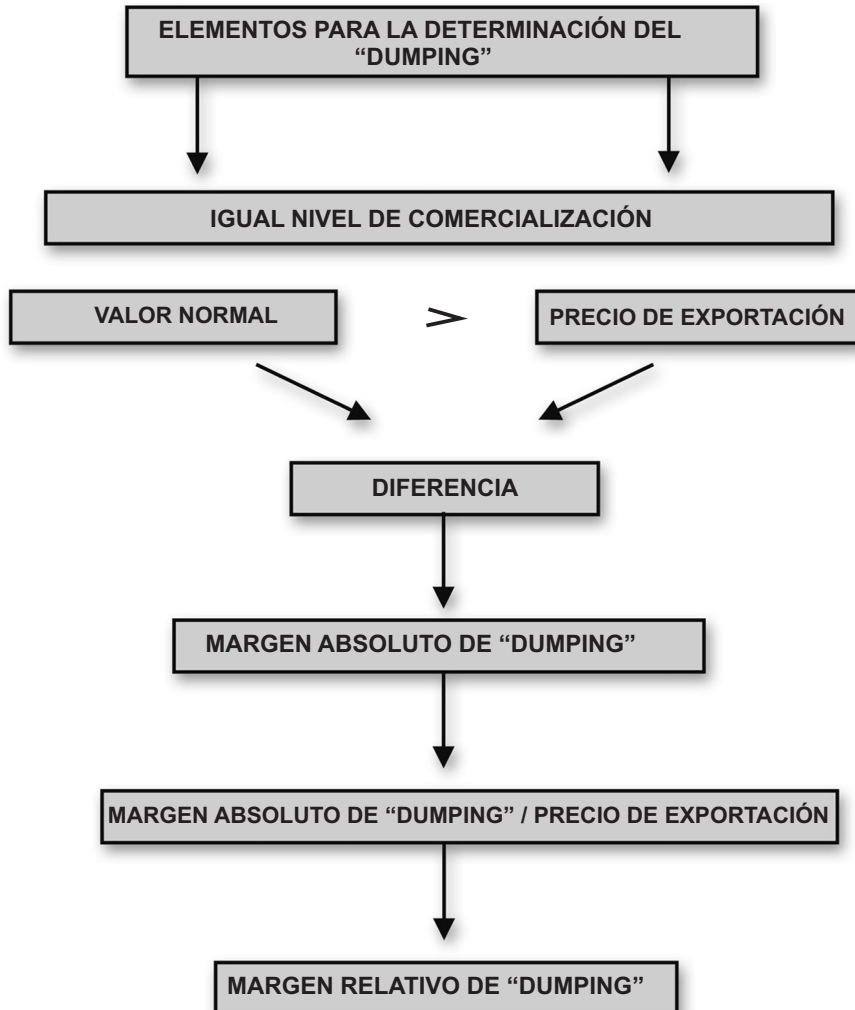 ELEMENTOS PARA LA DETERMINACIÓN DEL
“DUMPING”
IGUAL NIVEL DE COMERCIALIZACIÓN
VALOR NORMAL > PRECIO DE EXPORTACIÓN
DIFERENCIA
MARGEN ABSOLUTO DE “DUMPING”
MARGEN ABSOLUTO DE “DUMPING” / PRECIO DE EXPORTACIÓN
MARGEN RELATIVO DE “DUMPING”